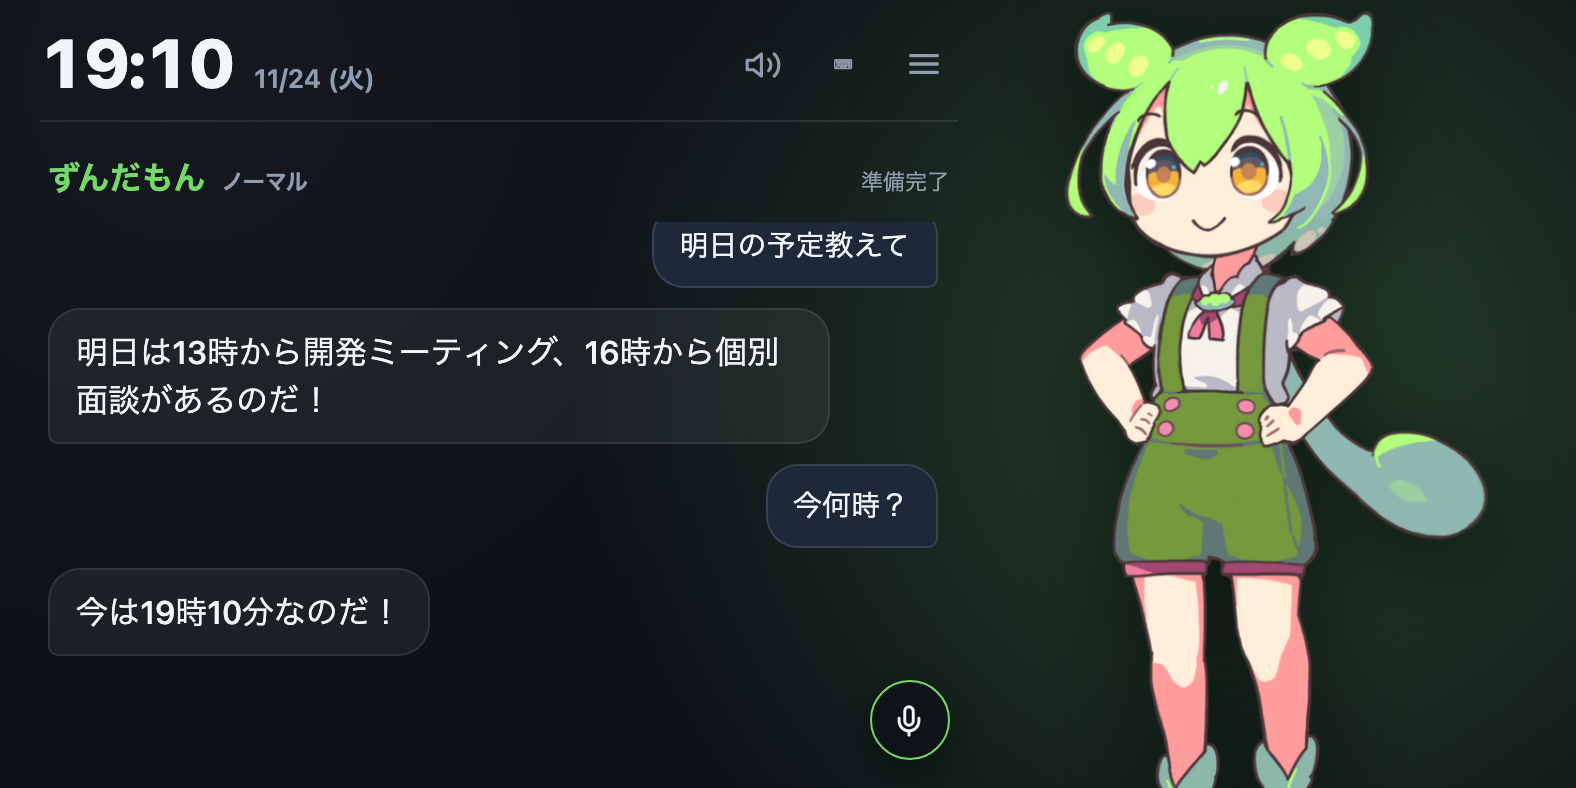 19:10 11/24 (火)
ずんだもん ノーマル 準備完了
明日の予定教えて
明日は13時から開発ミーティング、16時から個別
面談があるのだ！
今何時？
今は19時10分なのだ！